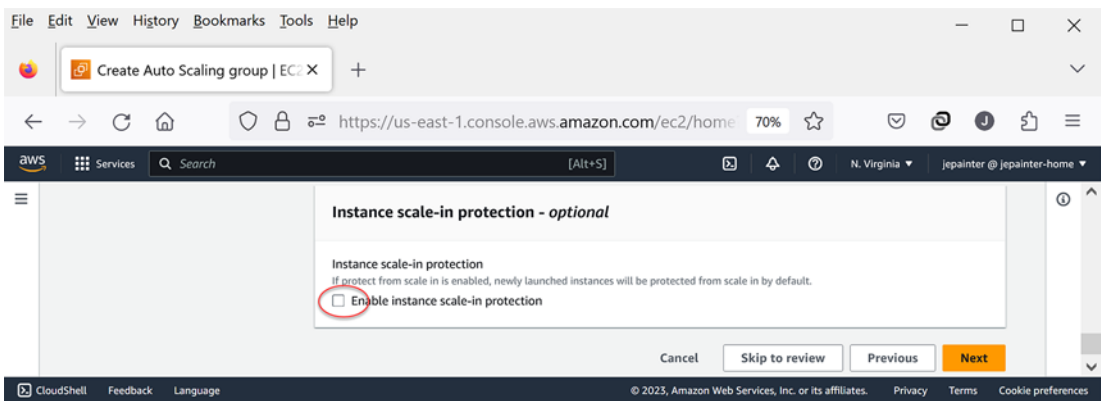 File Edit View History Bookmarks Tools Help
Create Auto Scaling group | EC2
https://us-east-1.console.aws.amazon.com/ec2/home 70%
aws Services Search [Alt+S] N. Virginia ▼ jepainter @ jepainter-home ▼
Instance scale-in protection - optional
Instance scale-in protection
If protect from scale in is enabled, newly launched instances will be protected from scale in by default.
Enable instance scale-in protection
Cancel Skip to review Previous Next
CloudShell Feedback Language © 2023, Amazon Web Services, Inc. or its affiliates. Privacy Terms Cookie preferences